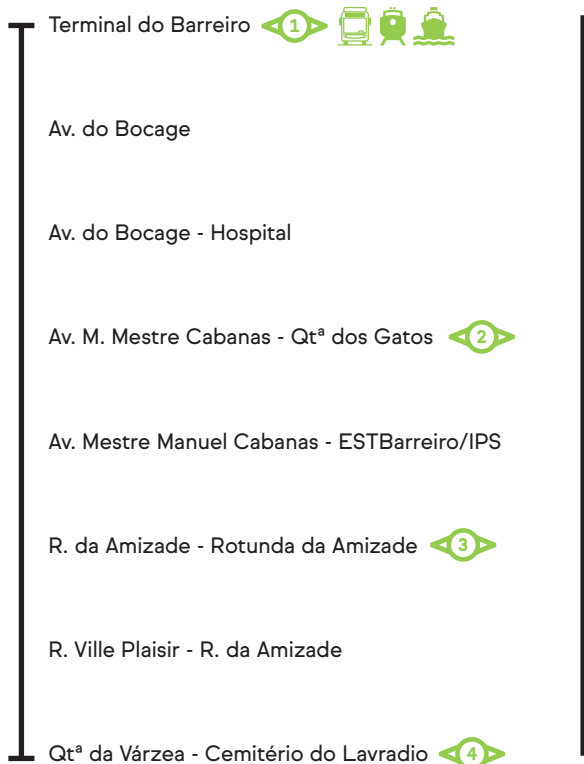 Terminal do Barreiro 1
Av. do Bocage
Av. do Bocage - Hospital
Av. M. Mestre Cabanas - Qtª dos Gatos 2
Av. Mestre Manuel Cabanas - ESTBarreiro/IPS
R. da Amizade - Rotunda da Amizade 3
R. Ville Plaisir - R. da Amizade
Qtª da Várzea - Cemitério do Lavradio 4